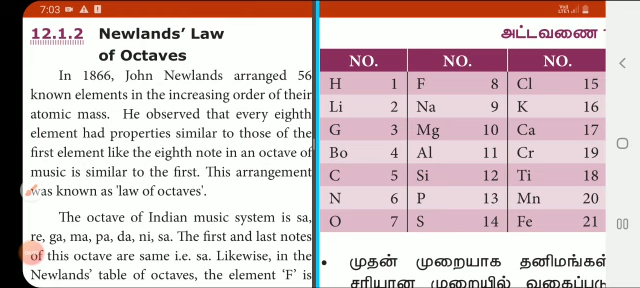 7:03
12.1.2 Newlands' Law
of Octaves
In 1866, John Newlands arranged 56
known elements in the increasing order of their
atomic mass. He observed that every eighth
element had properties similar to those of the
first element like the eighth note in an octave of
music is similar to the first. This arrangement
was known as 'law of octaves'.
The octave of Indian music system is sa,
re, ga, ma, pa, da, ni, sa. The first and last notes
of this octave are same i.e. sa. Likewise, in the
Newlands' table of octaves, the element 'F' is
அட்டவணை
NO. NO. NO.
H 1 F 8 Cl 15
Li 2 Na 9 K 16
G 3 Mg 10 Ca 17
Bo 4 Al 11 Cr 19
C 5 Si 12 Ti 18
N 6 P 13 Mn 20
O 7 S 14 Fe 21
• முதன் முறையாக தனிமங்கள்
சரியான முறையில் வகைப்படு